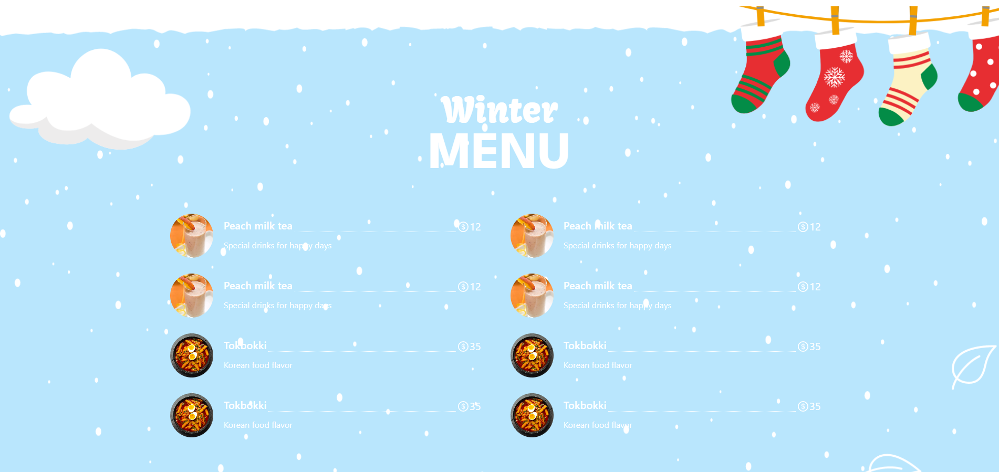 Winter
MENU
Peach milk tea $12
Special drinks for happy days
Peach milk tea $12
Special drinks for happy days
Tokbokki $35
Korean food flavor
Tokbokki $35
Korean food flavor
Peach milk tea $12
Special drinks for happy days
Peach milk tea $12
Special drinks for happy days
Tokbokki $35
Korean food flavor
Tokbokki $35
Korean food flavor